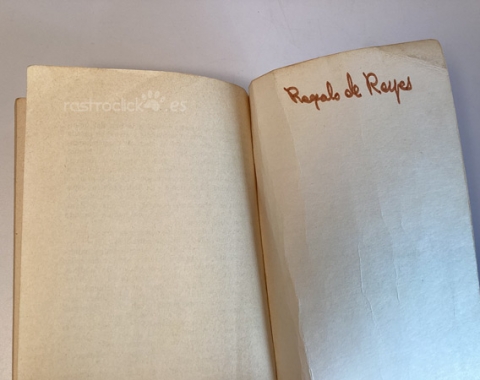 rastroclick.es
Regalo de Reyes